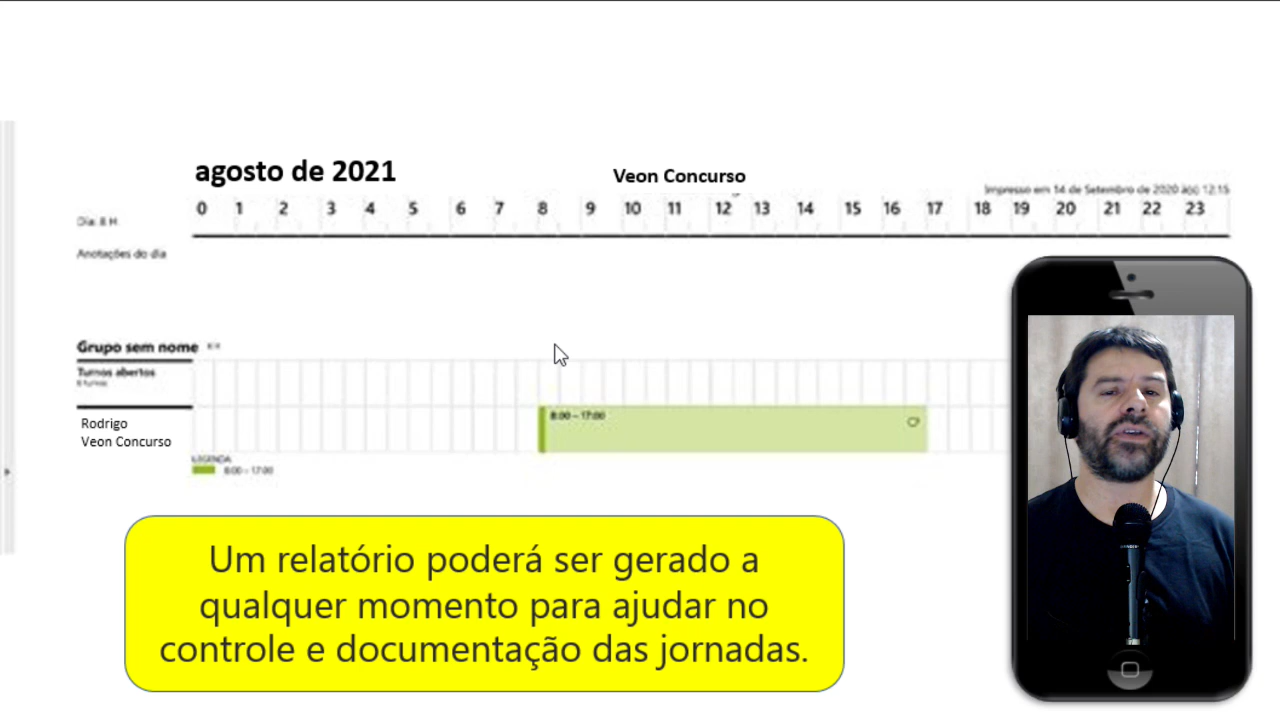 agosto de 2021
Veon Concurso
Impresso em 14 de Setembro de 2020 à(s) 12:15
0 1 2 3 4 5 6 7 8 9 10 11 12 13 14 15 16 17 18 19 20 21 22 23
Dia: 8 H
Anotações do dia
Grupo sem nome
Turnos abertos
Rodrigo
Veon Concurso
8:00 – 17:00
LEGENDA
8:00 – 17:00
Um relatório poderá ser gerado a
qualquer momento para ajudar no
controle e documentação das jornadas.